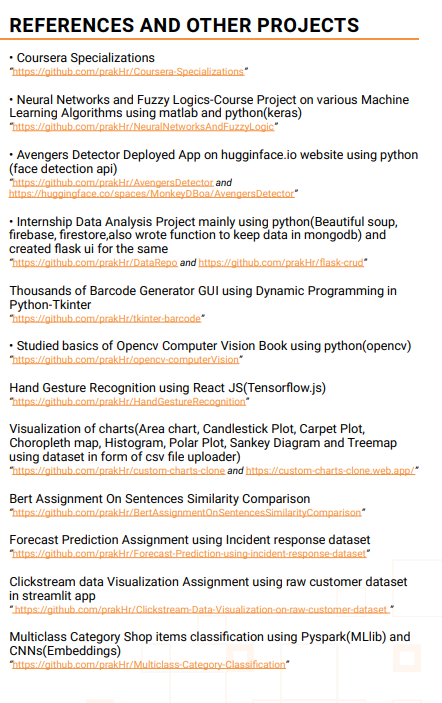 REFERENCES AND OTHER PROJECTS
• Coursera Specializations
"https://github.com/prakHr/Coursera-Specializations"
• Neural Networks and Fuzzy Logics-Course Project on various Machine
Learning Algorithms using matlab and python(keras)
"https://github.com/prakHr/NeuralNetworksAndFuzzyLogic"
• Avengers Detector Deployed App on hugginface.io website using python
(face detection api)
"https://github.com/prakHr/AvengersDetector and
https://huggingface.co/spaces/MonkeyDBoa/AvengersDetector"
• Internship Data Analysis Project mainly using python(Beautiful soup,
firebase, firestore,also wrote function to keep data in mongodb) and
created flask ui for the same
"https://github.com/prakHr/DataRepo and https://github.com/prakHr/flask-crud"
Thousands of Barcode Generator GUI using Dynamic Programming in
Python-Tkinter
"https://github.com/prakHr/tkinter-barcode"
• Studied basics of Opencv Computer Vision Book using python(opencv)
"https://github.com/prakHr/opencv-computerVision"
Hand Gesture Recognition using React JS(Tensorflow.js)
"https://github.com/prakHr/HandGestureRecognition"
Visualization of charts(Area chart, Candlestick Plot, Carpet Plot,
Choropleth map, Histogram, Polar Plot, Sankey Diagram and Treemap
using dataset in form of csv file uploader)
"https://github.com/prakHr/custom-charts-clone and https://custom-charts-clone.web.app/"
Bert Assignment On Sentences Similarity Comparison
"https://github.com/prakHr/BertAssignmentOnSentencesSimilarityComparison"
Forecast Prediction Assignment using Incident response dataset
"https://github.com/prakHr/Forecast-Prediction-using-incident-response-dataset"
Clickstream data Visualization Assignment using raw customer dataset
in streamlit app
" https://github.com/prakHr/Clickstream-Data-Visualization-on-raw-customer-dataset "
Multiclass Category Shop items classification using Pyspark(MLlib) and
CNNs(Embeddings)
"https://github.com/prakHr/Multiclass-Category-Classification"